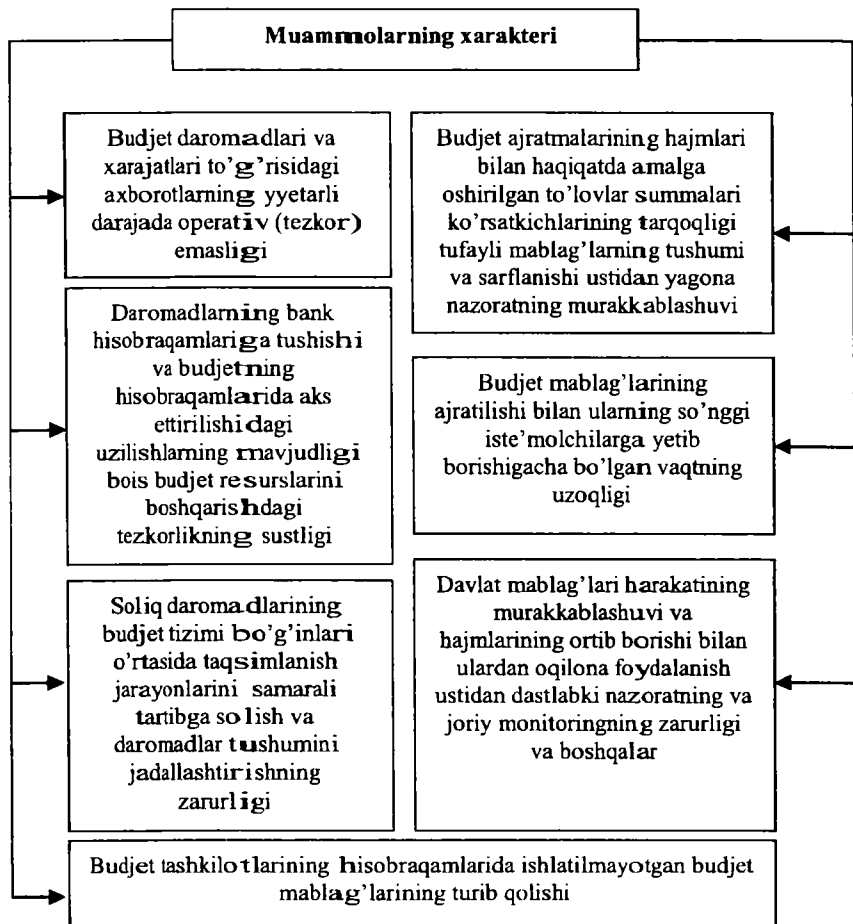 Muammolarning xarakteri
Budjet daromadlari va
xarajatlari to'g'risidagi
axborotlarning yyetarli
darajada operativ (tezkor)
emasligi
Daromadlarning bank
hisobraqamlariga tushishi
va budjetning
hisobraqamlarida aks
ettirilishidagi
uzilishlarning mavjudligi
bois budjet resurslarini
boshqarishdagi
tezkorlikning sustligi
Soliq daromadlarining
budjet tizimi bo'g'inlari
o'rtasida taqsimlanish
jarayonlarini samarali
tartibga solish va
daromadlar tushumini
jadallashtirishning
zarurligi
Budjet ajratmalarining hajmlari
bilan haqiqatda amalga
oshirilgan to'lovlar summalari
ko'rsatkichlarining tarqoqligi
tufayli mablag'larning tushumi
va sarflanishi ustidan yagona
nazoratning murakkablashuvi
Budjet mablag'larining
ajratilishi bilan ularning so'nggi
iste'molchilarga yetib
borishigacha bo'lgan vaqtning
uzoqligi
Davlat mablag'lari harakatining
murakkablashuvi va
hajmlarining ortib borishi bilan
ulardan oqilona foydalanish
ustidan dastlabki nazoratning va
joriy monitoringning zarurligi
va boshqalar
Budjet tashkilotlarining hisobraqamlarida ishlatilmayotgan budjet
mablag'larining turib qolishi